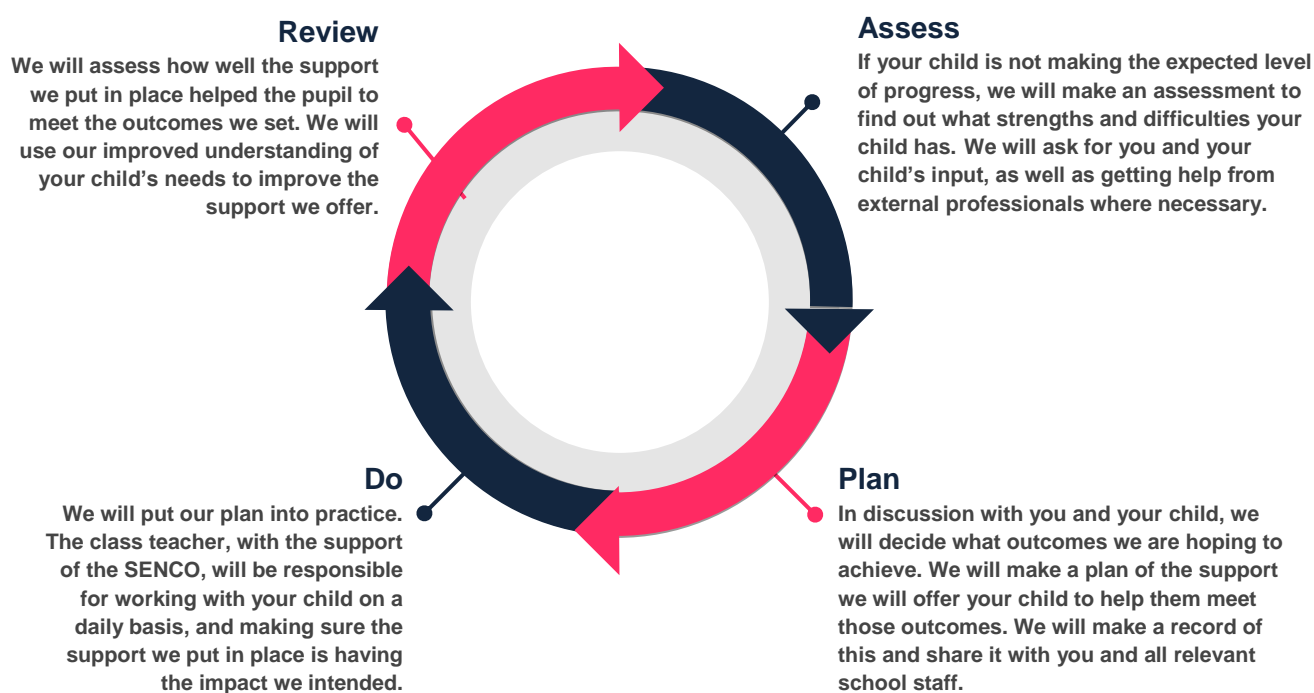 Review
We will assess how well the support
we put in place helped the pupil to
meet the outcomes we set. We will
use our improved understanding of
your child’s needs to improve the
support we offer.
Assess
If your child is not making the expected level
of progress, we will make an assessment to
find out what strengths and difficulties your
child has. We will ask for you and your
child’s input, as well as getting help from
external professionals where necessary.
Do
We will put our plan into practice.
The class teacher, with the support
of the SENCO, will be responsible
for working with your child on a
daily basis, and making sure the
support we put in place is having
the impact we intended.
Plan
In discussion with you and your child, we
will decide what outcomes we are hoping to
achieve. We will make a plan of the support
we will offer your child to help them meet
those outcomes. We will make a record of
this and share it with you and all relevant
school staff.